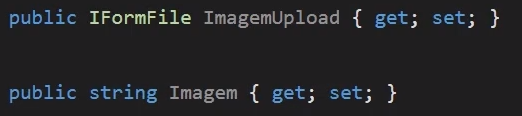 public IFormFile ImagemUpload { get; set; }
public string Imagem { get; set; }